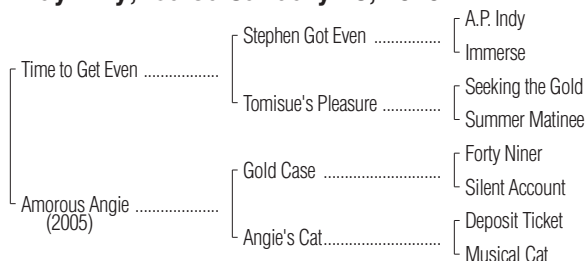 A.P. Indy
Stephen Got Even ................
Immerse
Time to Get Even ..................
Seeking the Gold
Tomisue's Pleasure ..............
Summer Matinee
Forty Niner
Gold Case ............................
Silent Account
Amorous Angie ....................
(2005)
Deposit Ticket
Angie's Cat............................
Musical Cat